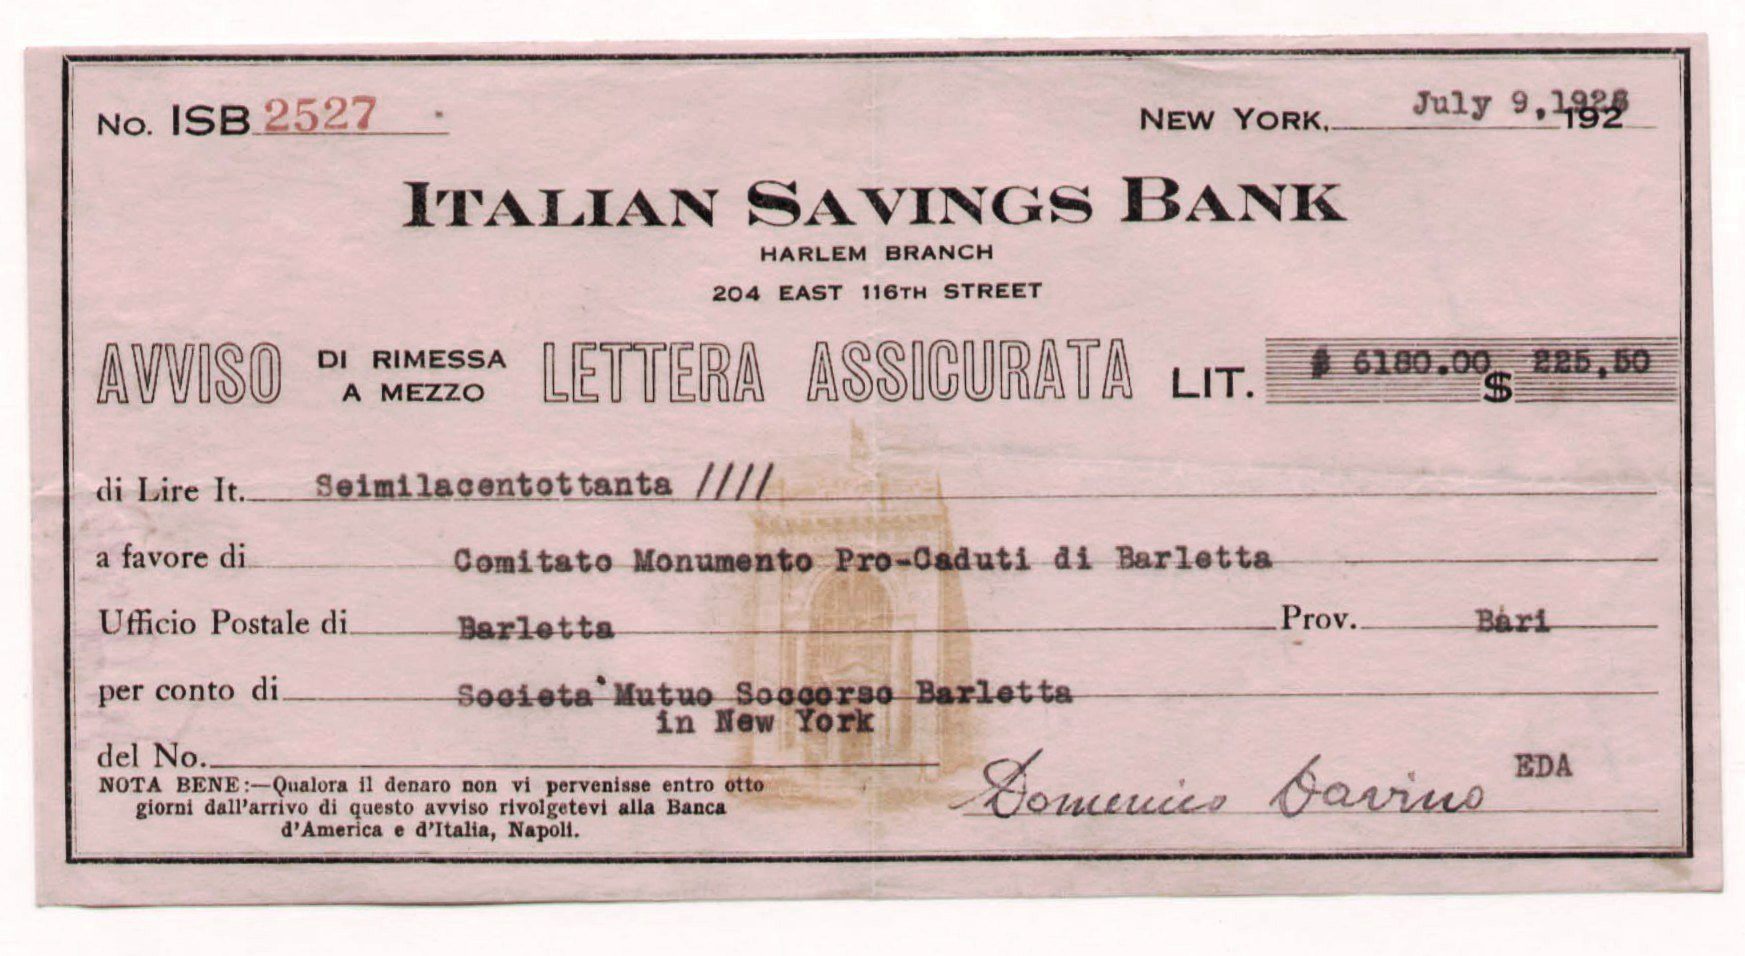 No. ISB 2527
NEW YORK, July 9, 192
ITALIAN SAVINGS BANK
HARLEM BRANCH
204 EAST 116TH STREET
AVVISO DI RIMESSA A MEZZO LETTERA ASSICURATA LIT. 6180.00 $ 225,50
di Lire It. Seimilacentottanta ////
a favore di Comitato Monumento Pro-Caduti di Barletta
Ufficio Postale di Barletta Prov. Bari
per conto di Societa' Mutuo Soccorso Barletta
in New York
del No.
EDA
Domenico Davino
NOTA BENE:—Qualora il denaro non vi pervenisse entro otto
giorni dall'arrivo di questo avviso rivolgetevi alla Banca
d'America e d'Italia, Napoli.